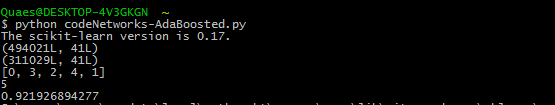 Quaes@DESKTOP-4V3GKGN ~
$ python codeNetworks-AdaBoosted.py
The scikit-learn version is 0.17.
(494021L, 41L)
(311029L, 41L)
[0, 3, 2, 4, 1]
5
0.921926894277